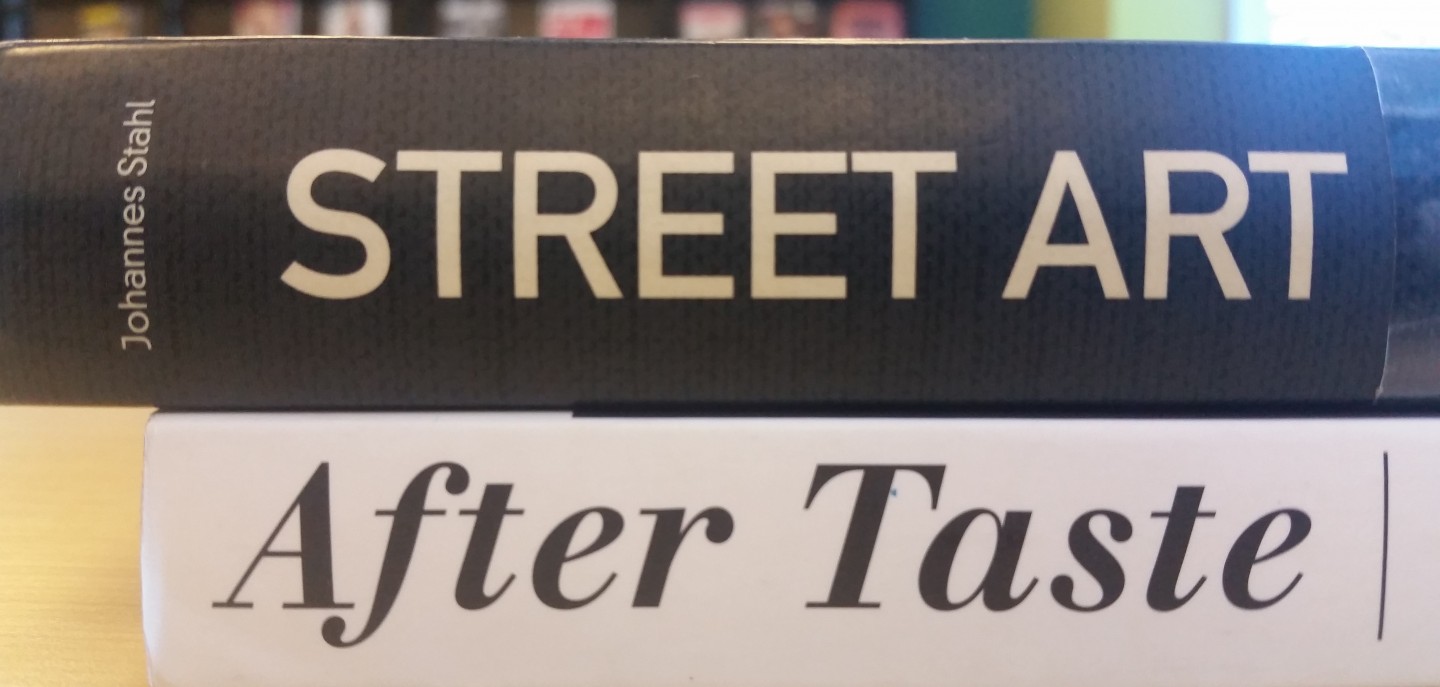 Johannes Stahl
STREET ART
After Taste